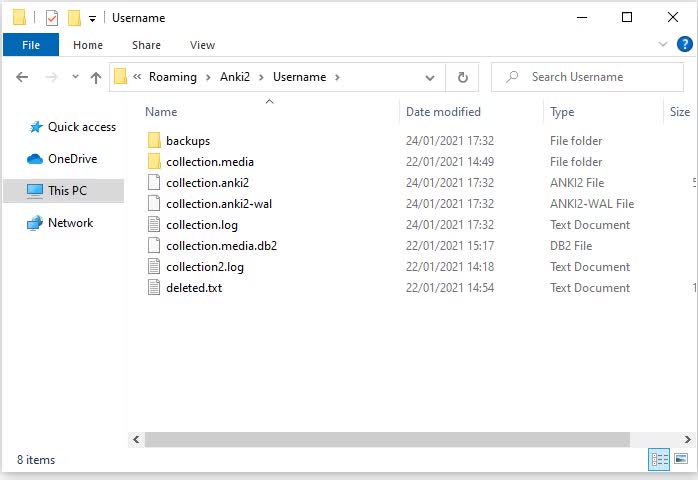 Username
File Home Share View
« Roaming > Anki2 > Username > Search Username
Name Date modified Type Size
Quick access
OneDrive
This PC
Network
backups 24/01/2021 17:32 File folder
collection.media 22/01/2021 14:49 File folder
collection.anki2 24/01/2021 17:32 ANKI2 File 5
collection.anki2-wal 24/01/2021 17:32 ANKI2-WAL File
collection.log 24/01/2021 17:32 Text Document
collection.media.db2 22/01/2021 15:17 DB2 File
collection2.log 22/01/2021 14:18 Text Document
deleted.txt 22/01/2021 14:54 Text Document 1
8 items